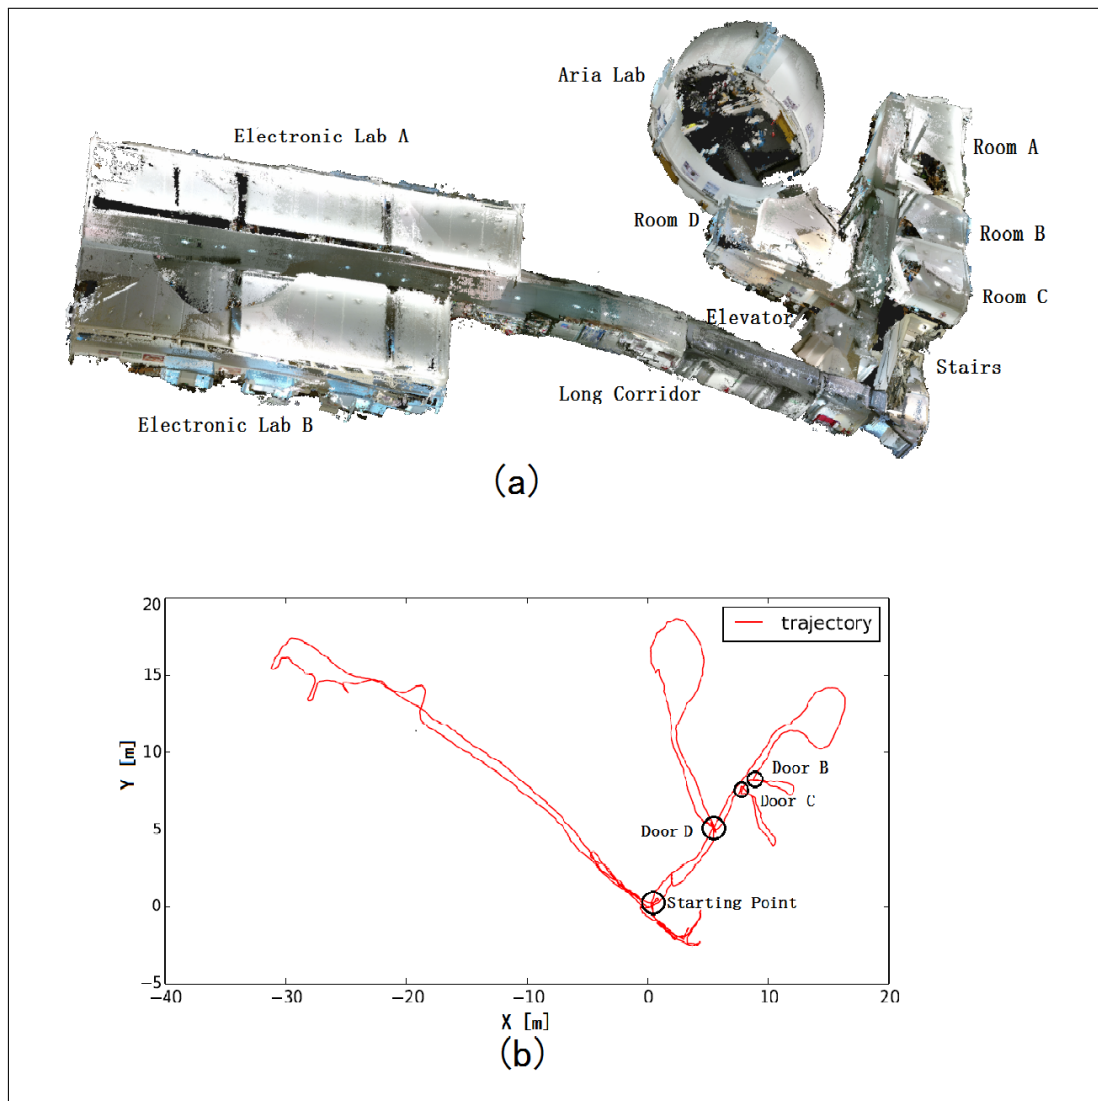 Aria Lab
Electronic Lab A
Room A
Room D
Room B
Room C
Elevator
Stairs
Long Corridor
Electronic Lab B
(a)
20
trajectory
15
10
Door B
Door C
Y [m]
5
Door D
0
Starting Point
−5
−40
−30
−20
−10
0
10
20
X [m]
(b)